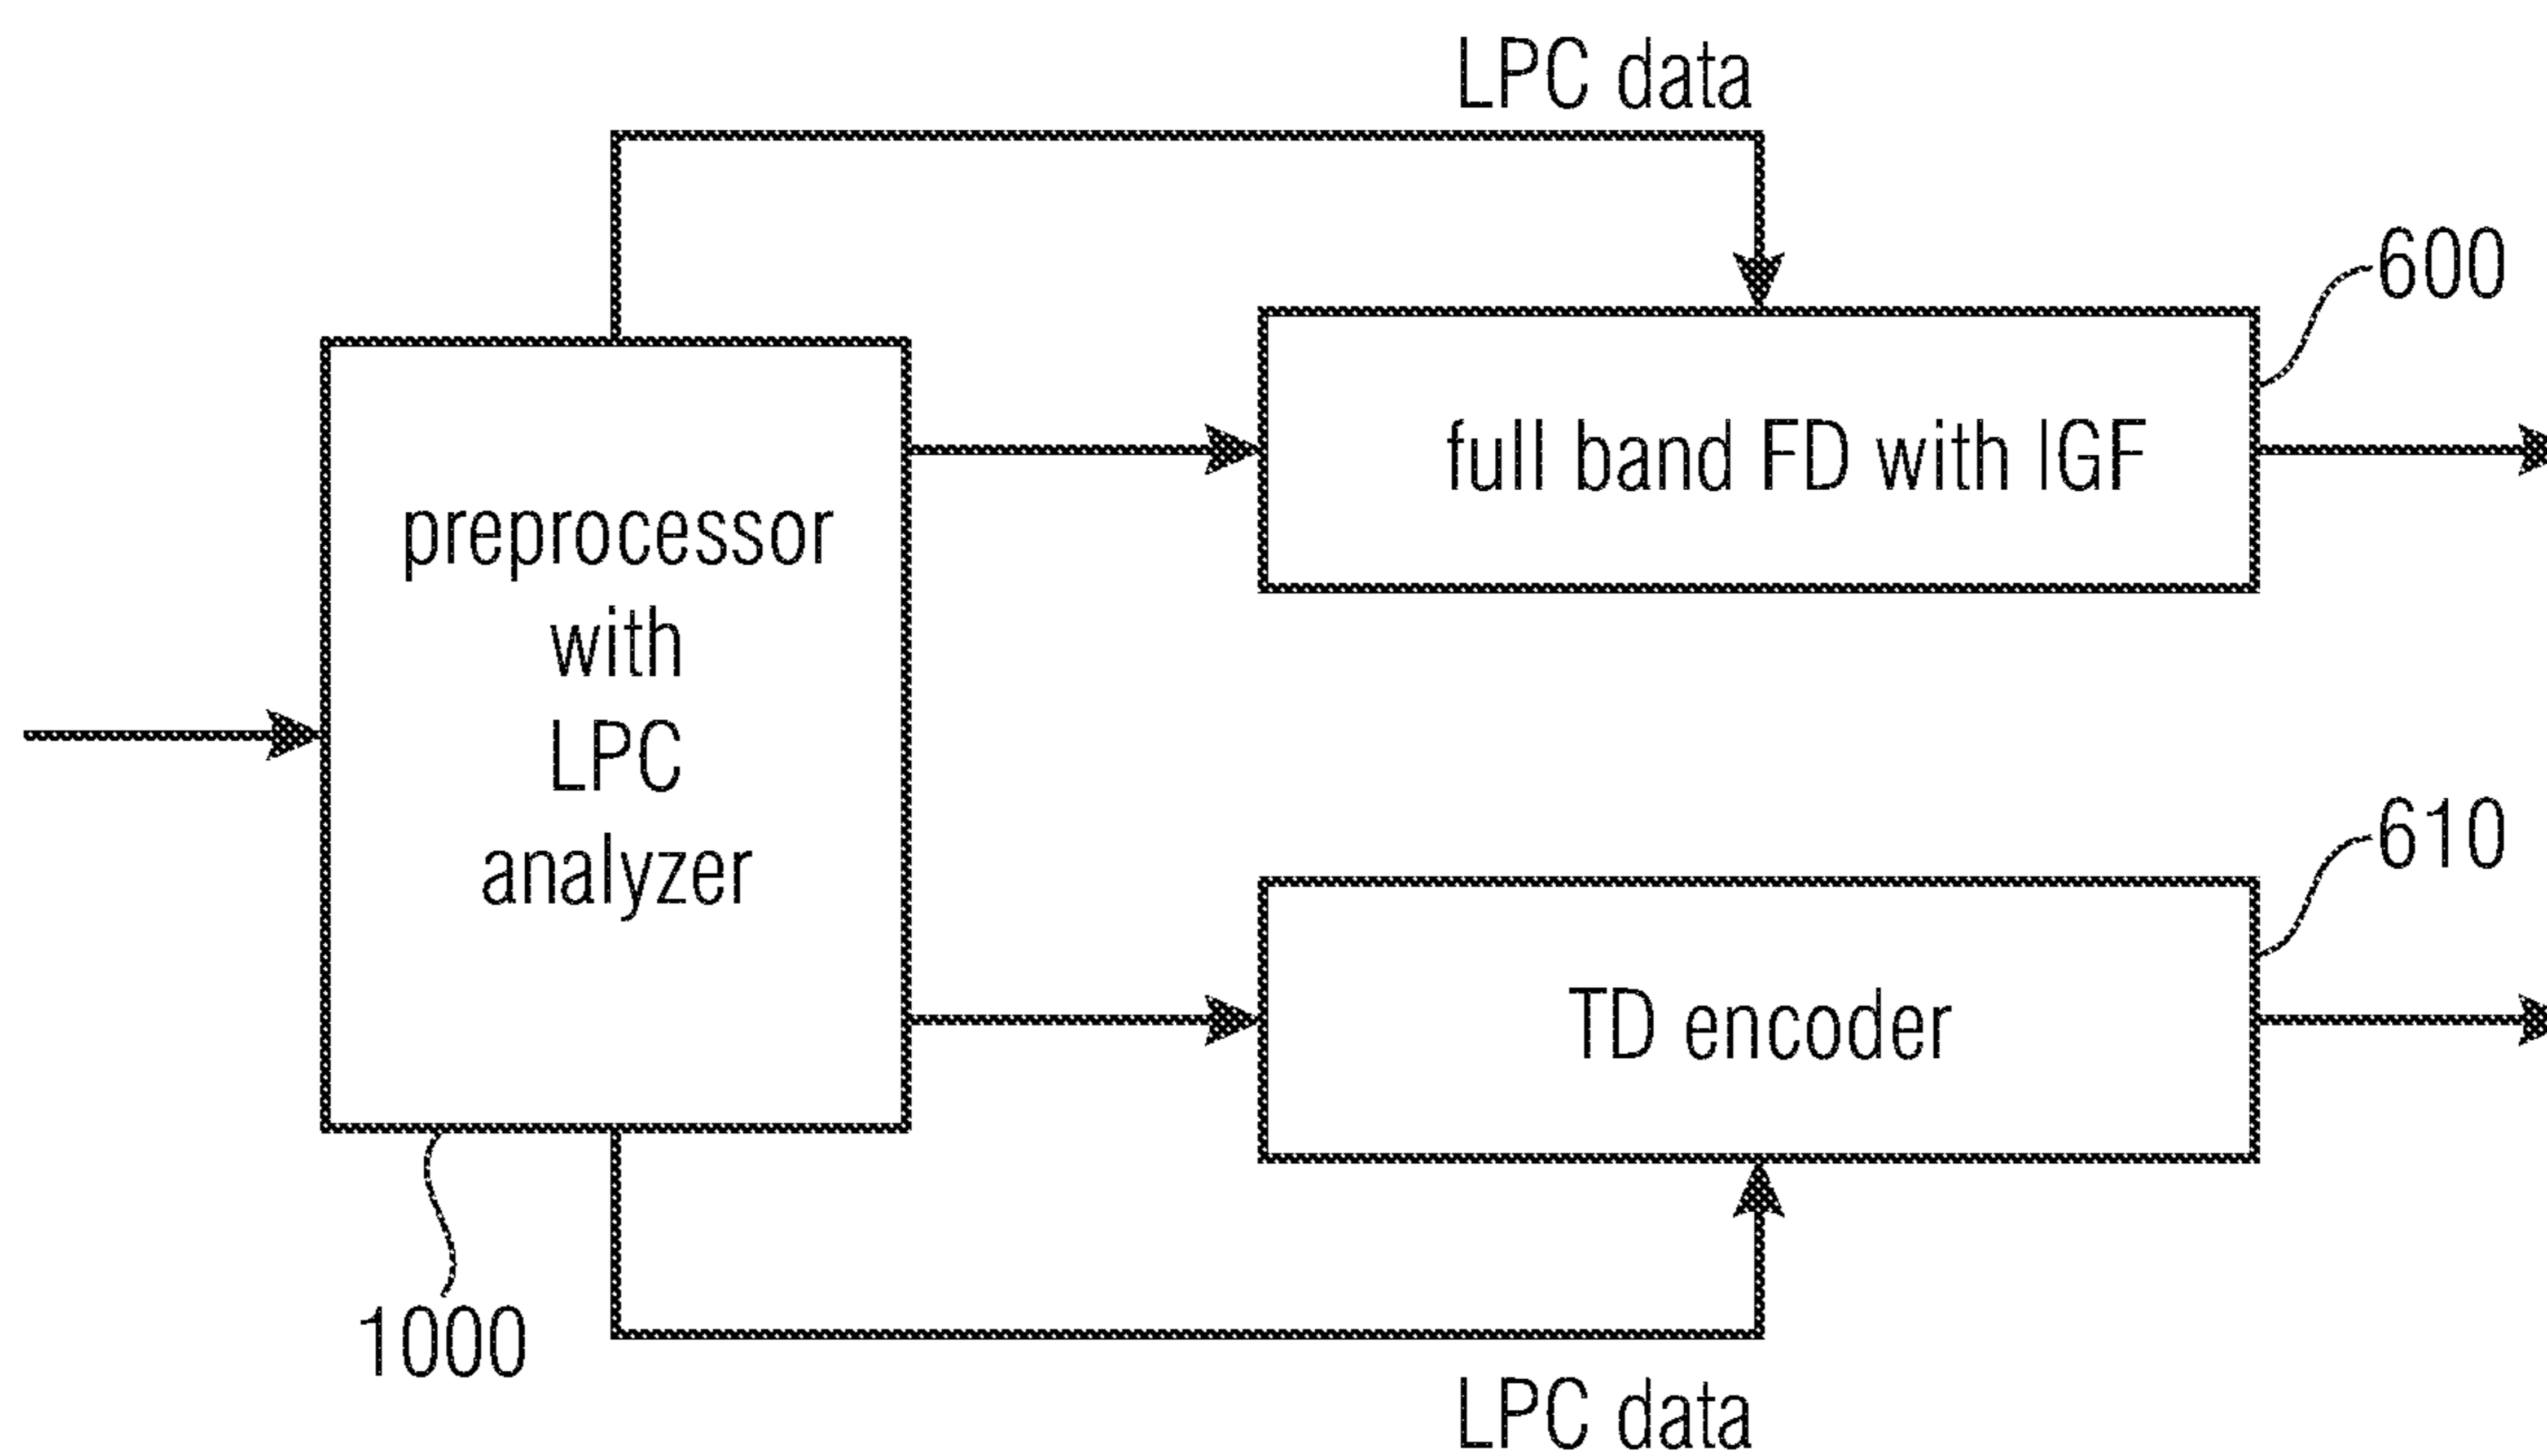 LPC data
600
full band FD with IGF
preprocessor
with
LPC
analyzer
610
TD encoder
1000
LPC data